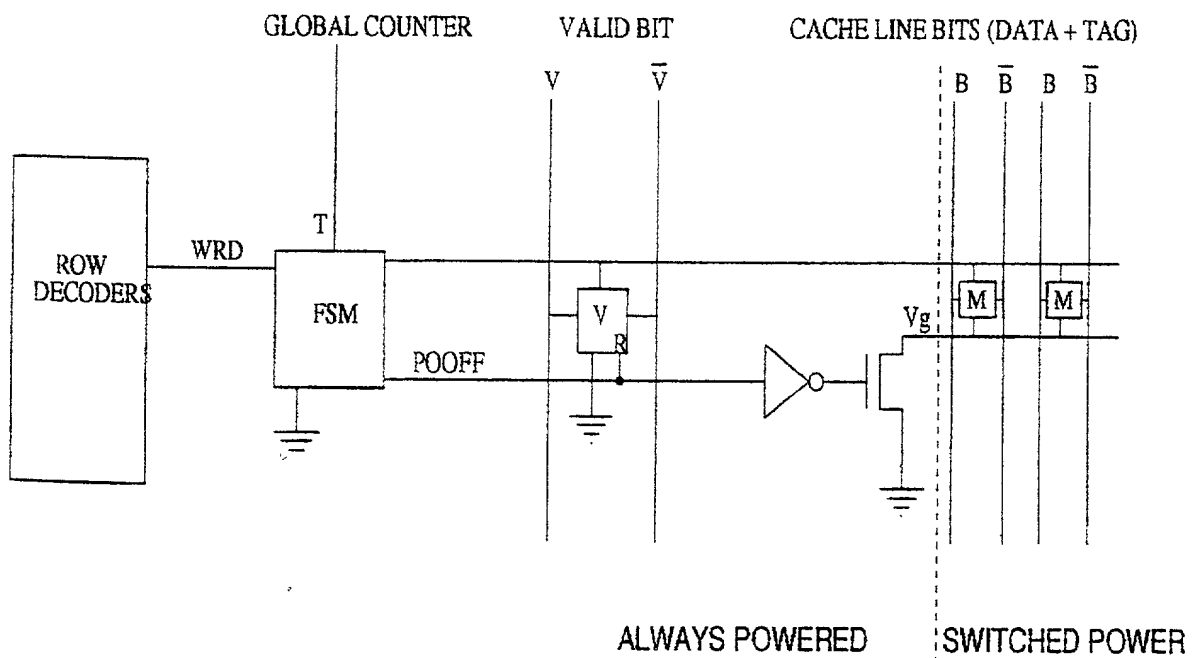 GLOBAL COUNTER
VALID BIT
CACHE LINE BITS (DATA + TAG)
V
V̅
B
B̅
B
B̅
T
WRD
ROW
DECODERS
FSM
V
R
M
M
Vg
POOFF
ALWAYS POWERED
SWITCHED POWER